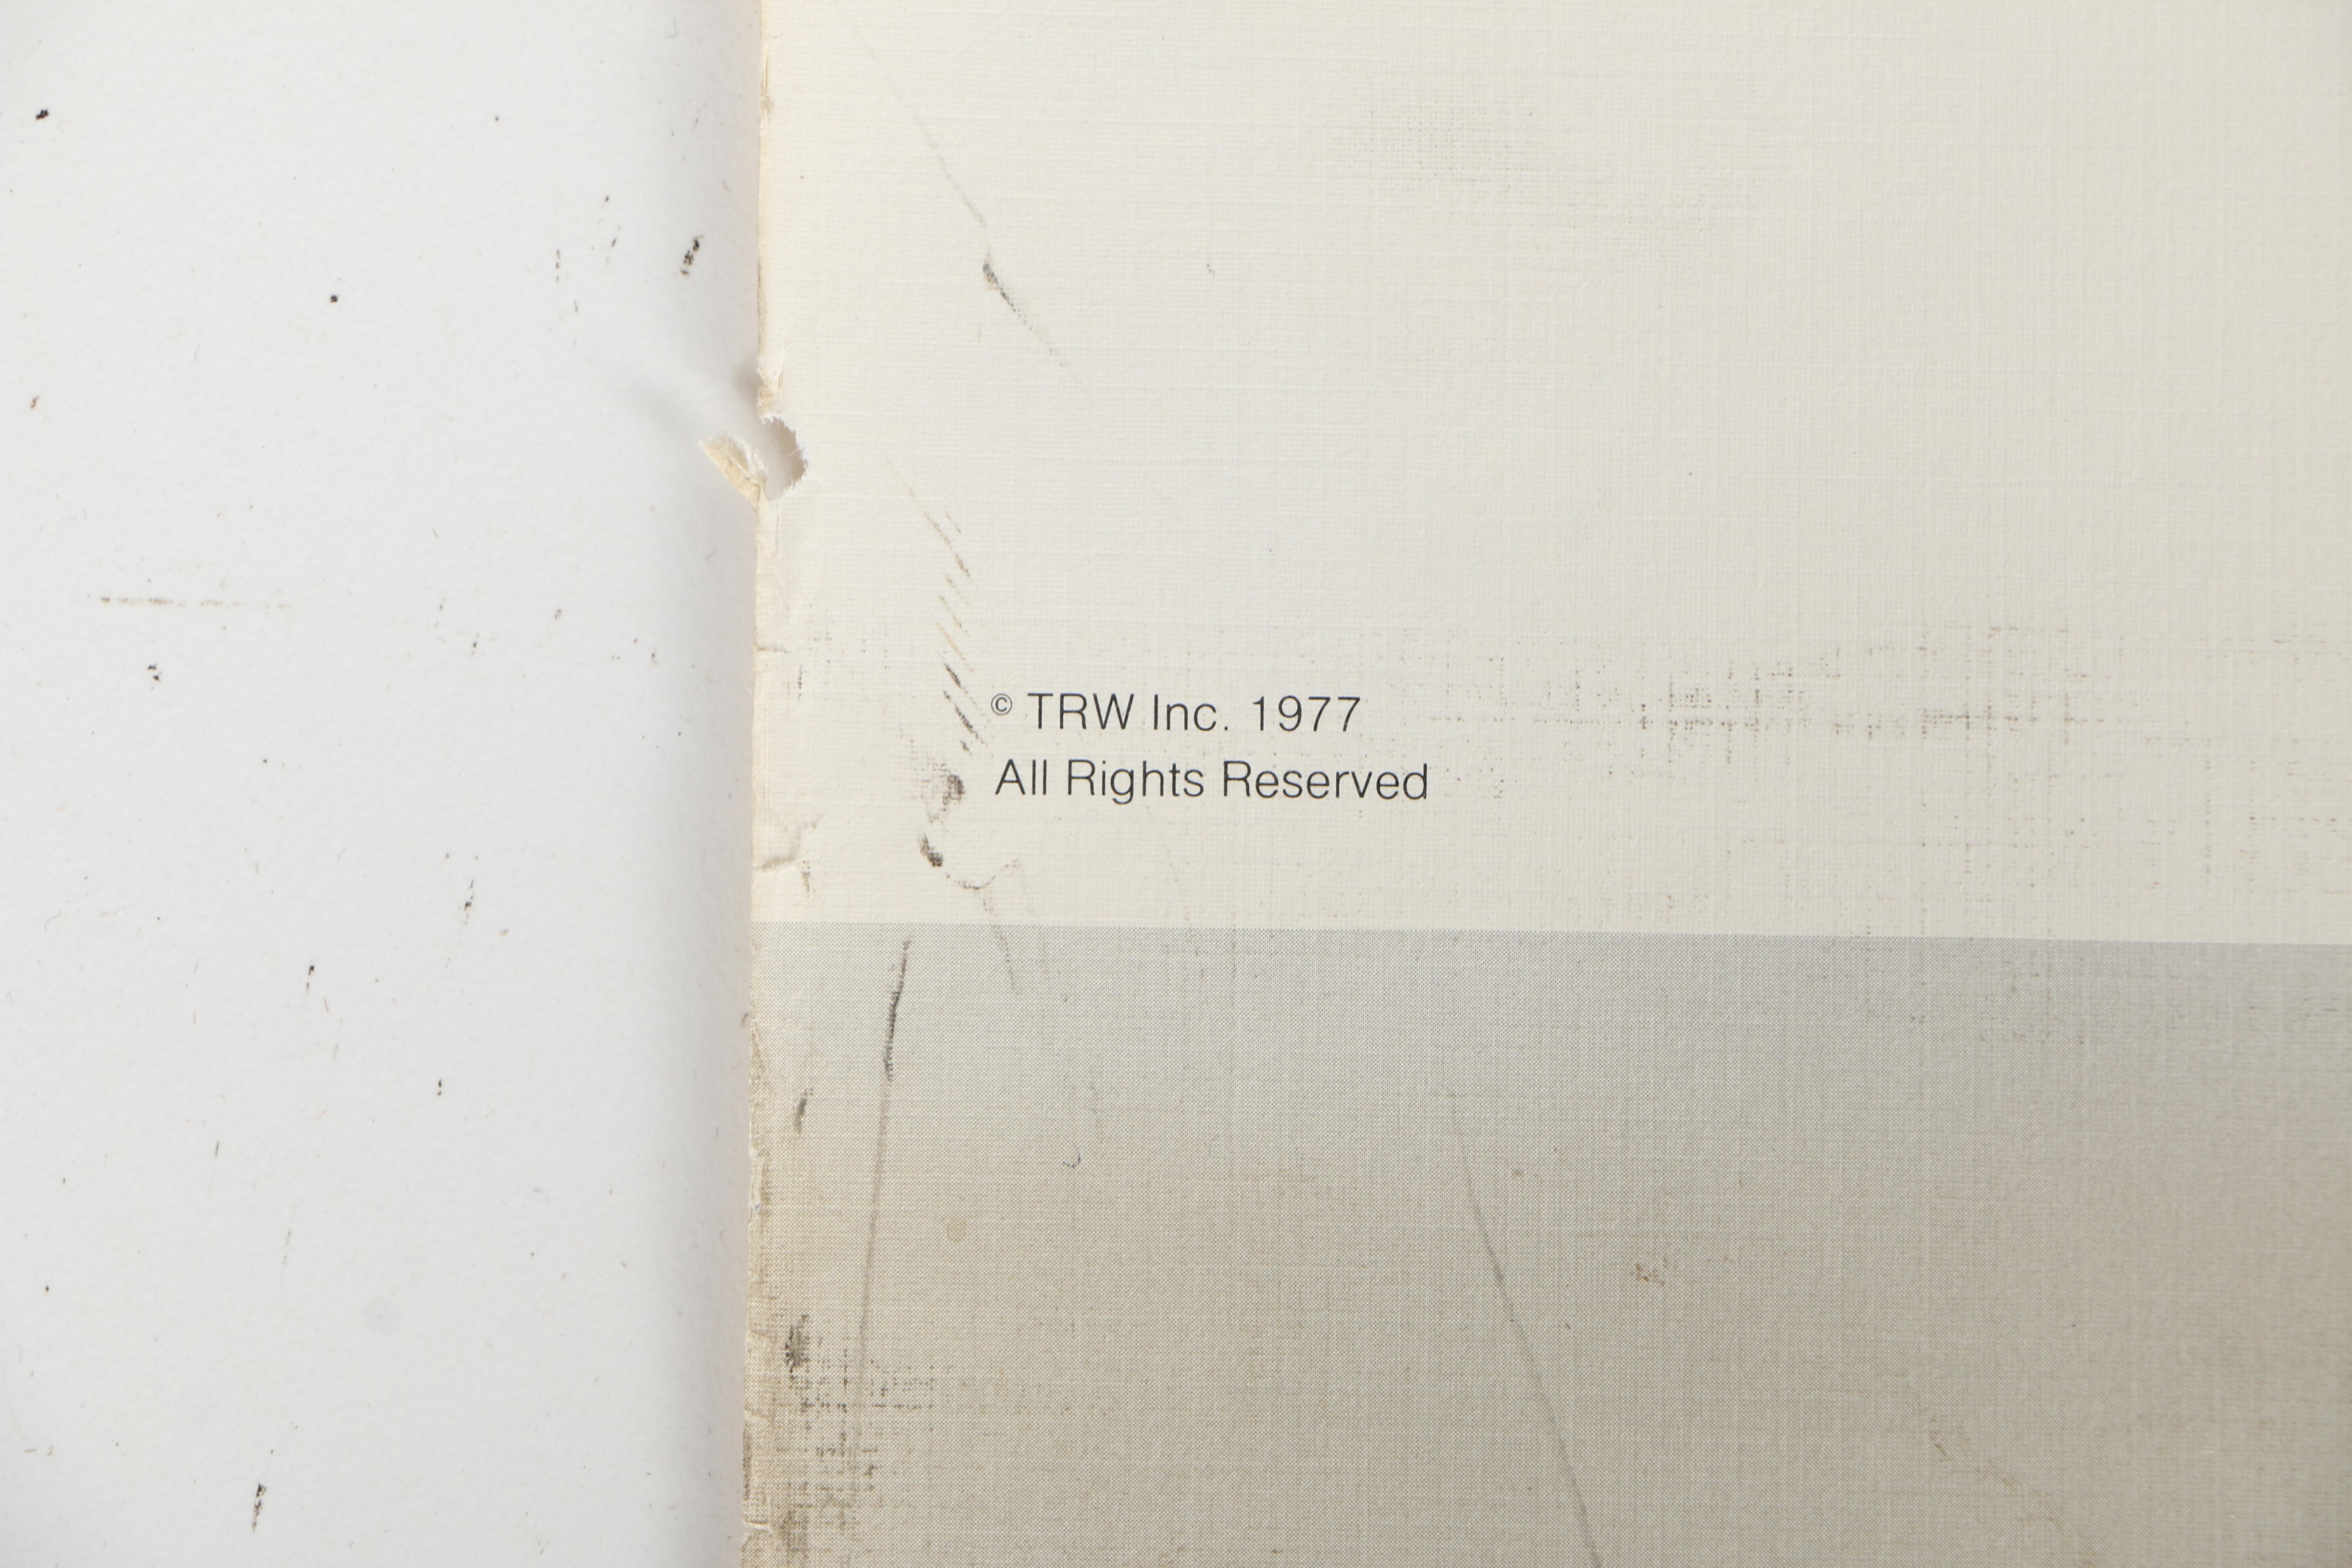 © TRW Inc. 1977
All Rights Reserved